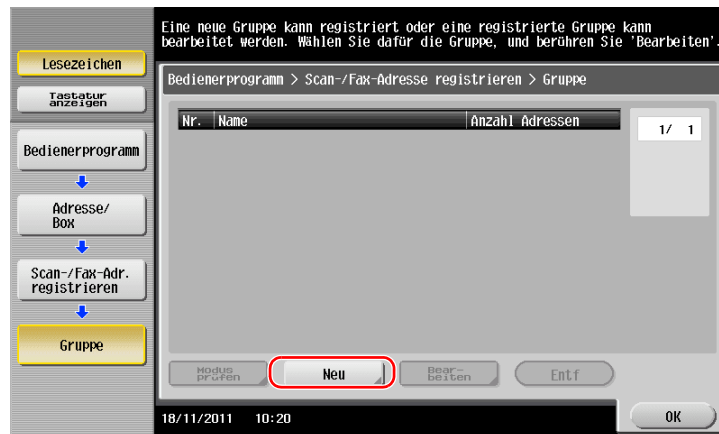 Eine neue Gruppe kann registriert oder eine registrierte Gruppe kann
bearbeitet werden. Wählen Sie dafür die Gruppe, und berühren Sie 'Bearbeiten'.
Lesezeichen
Tastatur
anzeigen
Bedienerprogramm
Adresse/
Box
Scan-/Fax-Adr.
registrieren
Gruppe
Bedienerprogramm > Scan-/Fax-Adresse registrieren > Gruppe
Nr. Name Anzahl Adressen
1/ 1
Modus
prüfen
Neu
Bear-
beiten
Entf
18/11/2011 10:20
OK